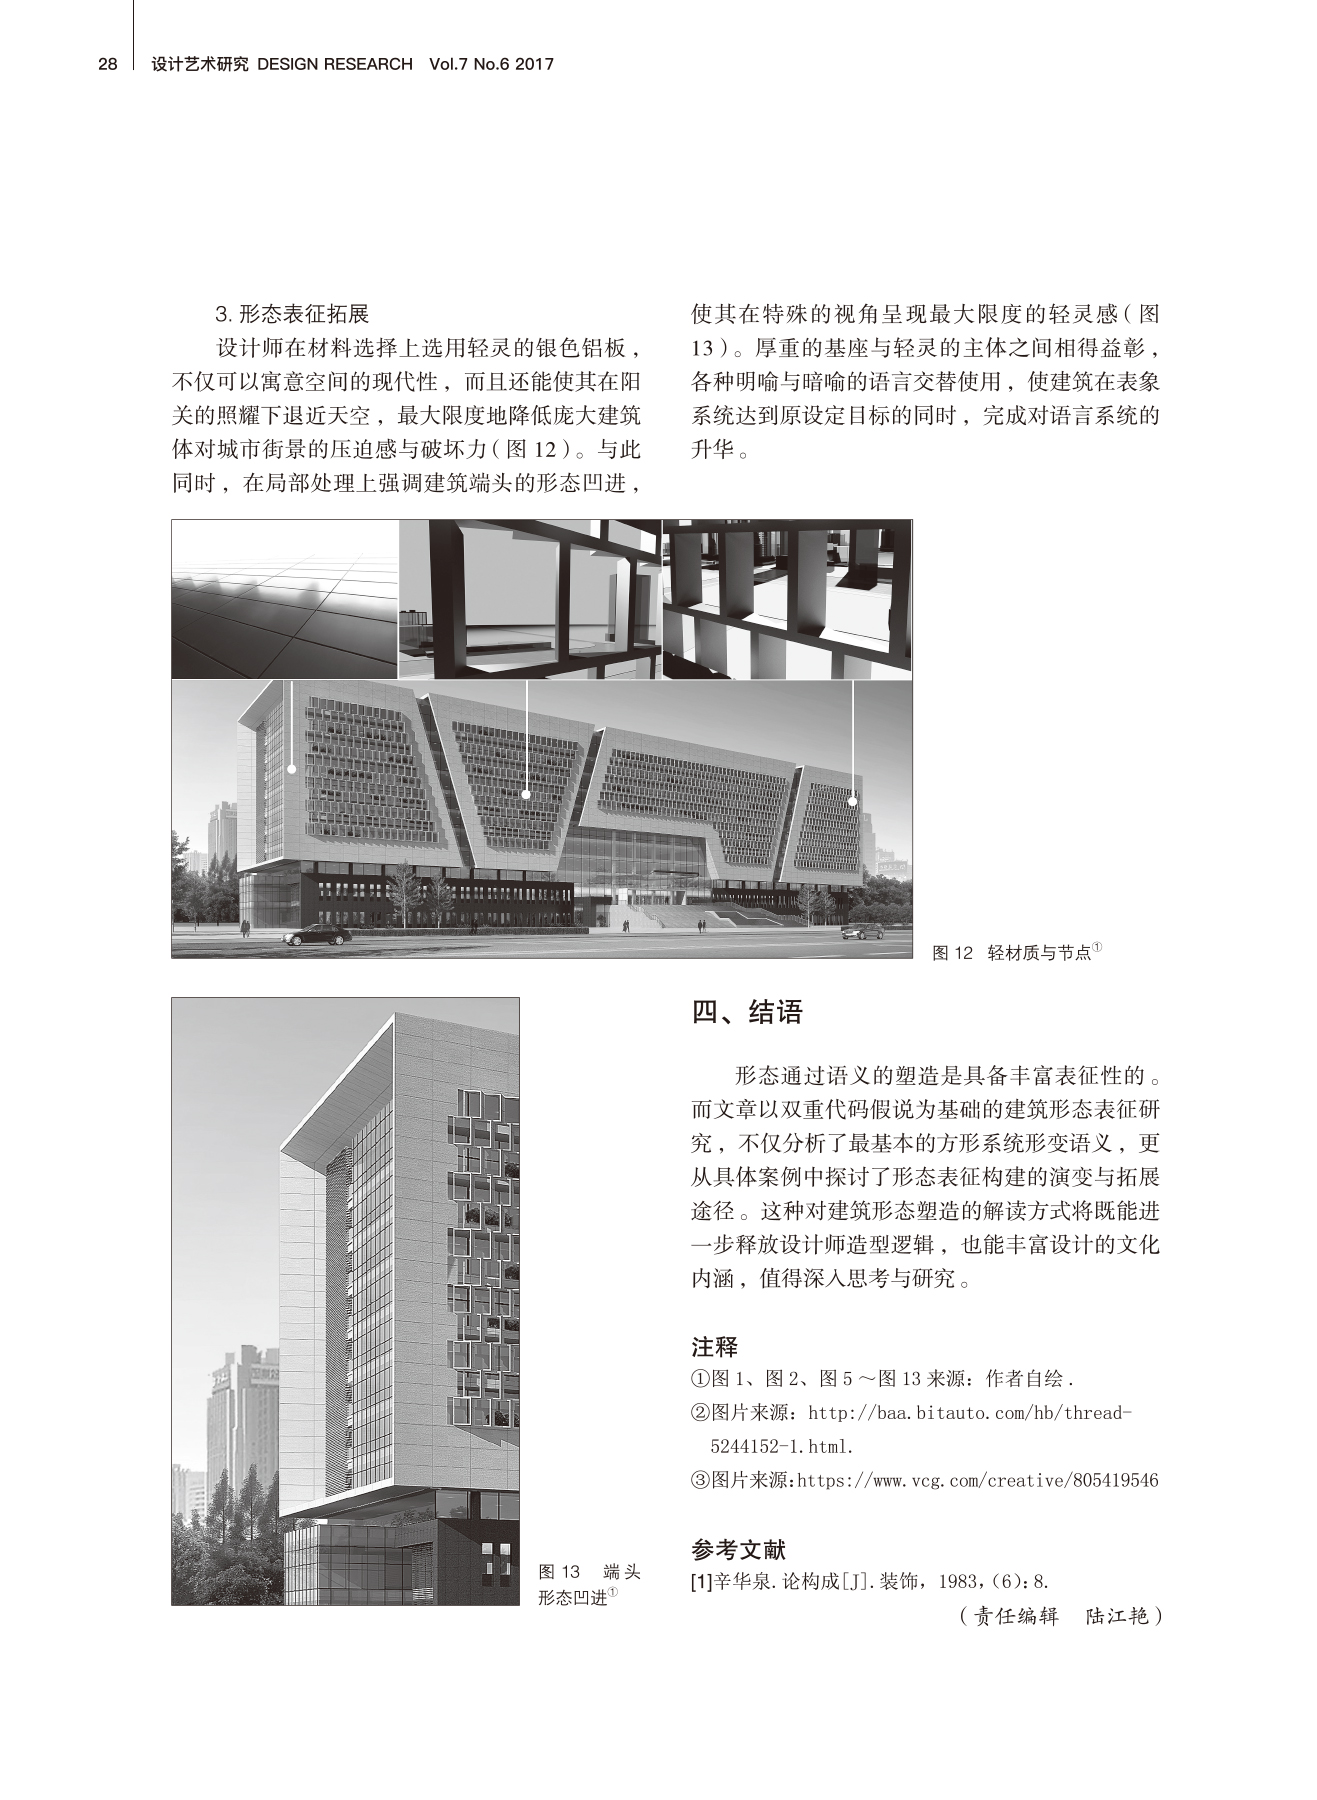 28 设计艺术研究 DESIGN RESEARCH Vol.7 No.6 2017
3. 形态表征拓展
设计师在材料选择上选用轻灵的银色铝板，
不仅可以寓意空间的现代性，而且还能使其在阳
关的照耀下退近天空，最大限度地降低庞大建筑
体对城市街景的压迫感与破坏力（图 12）。与此
同时，在局部处理上强调建筑端头的形态凹进，
使其在特殊的视角呈现最大限度的轻灵感（图
13）。厚重的基座与轻灵的主体之间相得益彰，
各种明喻与暗喻的语言交替使用，使建筑在表象
系统达到原设定目标的同时，完成对语言系统的
升华。
图 12 轻材质与节点①
图 13 端头
形态凹进①
四、结语
形态通过语义的塑造是具备丰富表征性的。
而文章以双重代码假说为基础的建筑形态表征研
究，不仅分析了最基本的方形系统形变语义，更
从具体案例中探讨了形态表征构建的演变与拓展
途径。这种对建筑形态塑造的解读方式将既能进
一步释放设计师造型逻辑，也能丰富设计的文化
内涵，值得深入思考与研究。
注释
①图 1、图 2、图 5～图 13 来源：作者自绘.
②图片来源：http://baa.bitauto.com/hb/thread-
5244152-1.html.
③图片来源:https://www.vcg.com/creative/805419546
参考文献
[1]辛华泉.论构成[J].装饰，1983,(6):8.
（责任编辑 陆江艳）